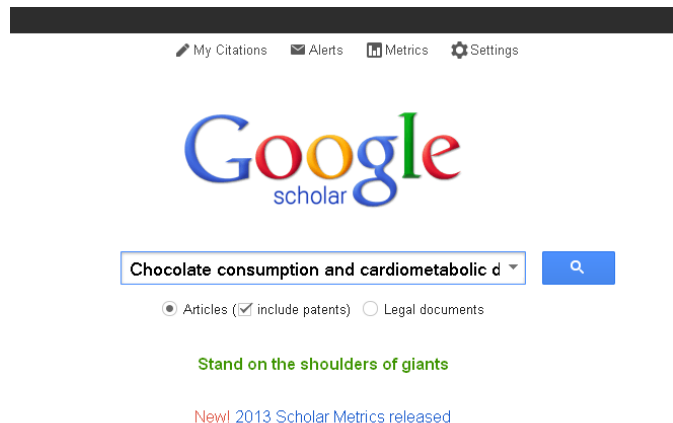 My Citations Alerts Metrics Settings
Google
scholar
Chocolate consumption and cardiometabolic d
Articles ( include patents) Legal documents
Stand on the shoulders of giants
New! 2013 Scholar Metrics released